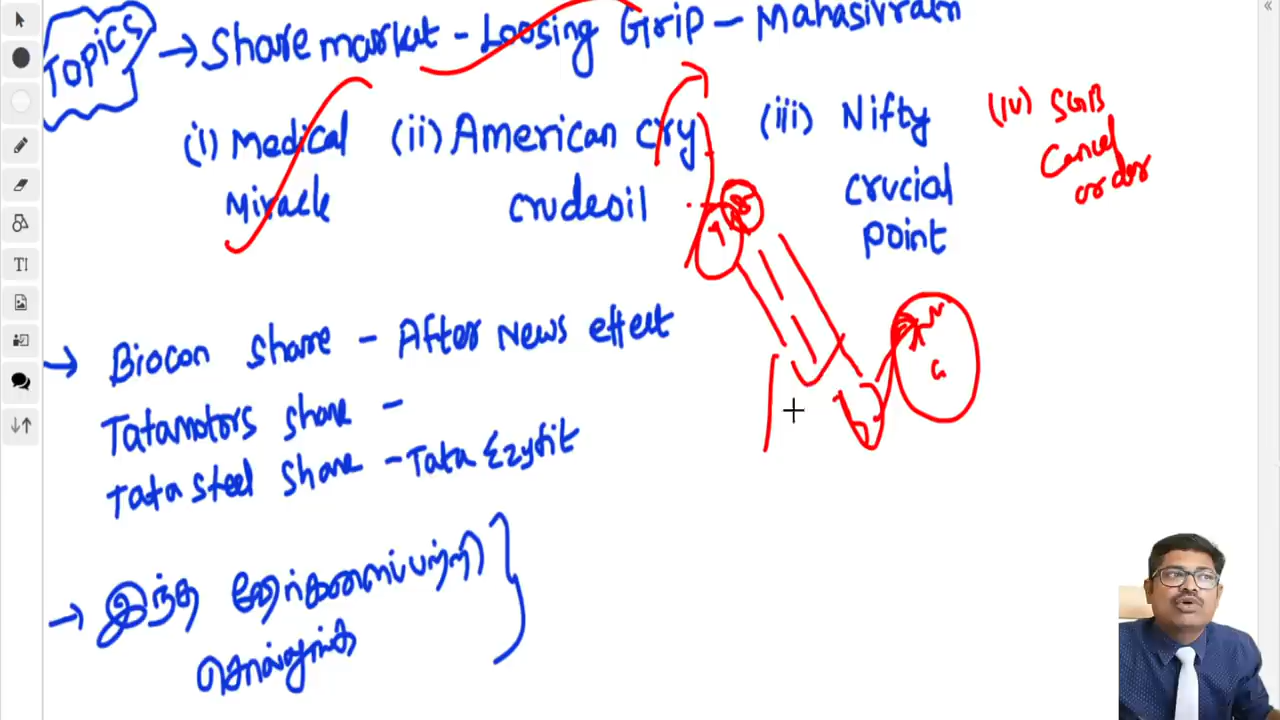 TOPICS → Share market - Loosing Grip - Mahasivratri
(i) Medical Miracle
(ii) American cry crudeoil
(iii) Nifty crucial point
(iv) SGB Cancel order
→ Biocon share - After News effect
Tatamotors share -
Tata steel share - Tata Ezyfit
→ இந்த